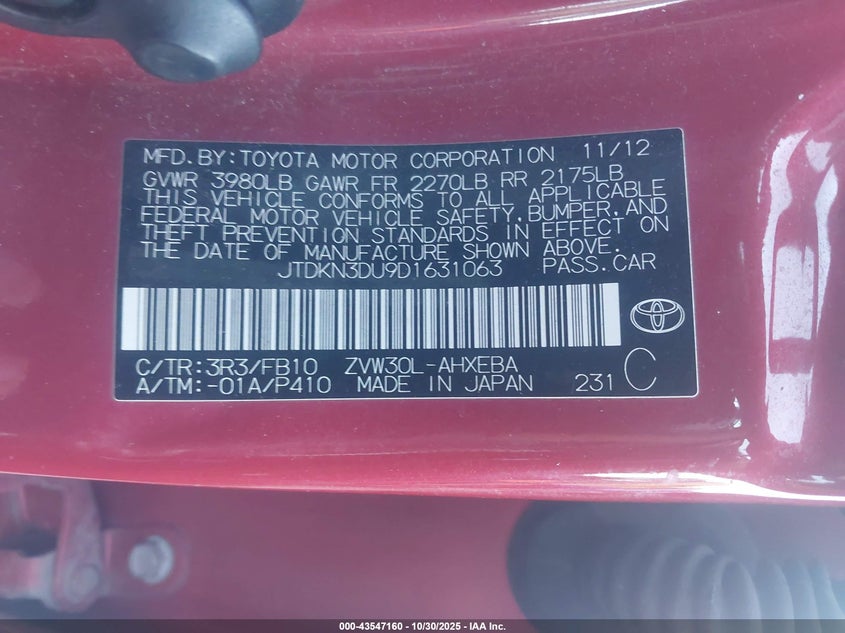 MFD.BY:TOYOTA MOTOR CORPORATION 11/12
GVWR 3980LB GAWR FR 2270LB RR 2175LB
THIS VEHICLE CONFORMS TO ALL APPLICABLE
FEDERAL MOTOR VEHICLE SAFETY,BUMPER,AND
THEFT PREVENTION STANDARDS IN EFFECT ON
THE DATE OF MANUFACTURE SHOWN ABOVE.
JTDKN3DU9D1631063 PASS.CAR
C/TR:3R3/FB10 ZVW30L-AHXEBA
A/TM:-01A/P410 MADE IN JAPAN 231 C
000-43547160 - 10/30/2025 - IAA Inc.